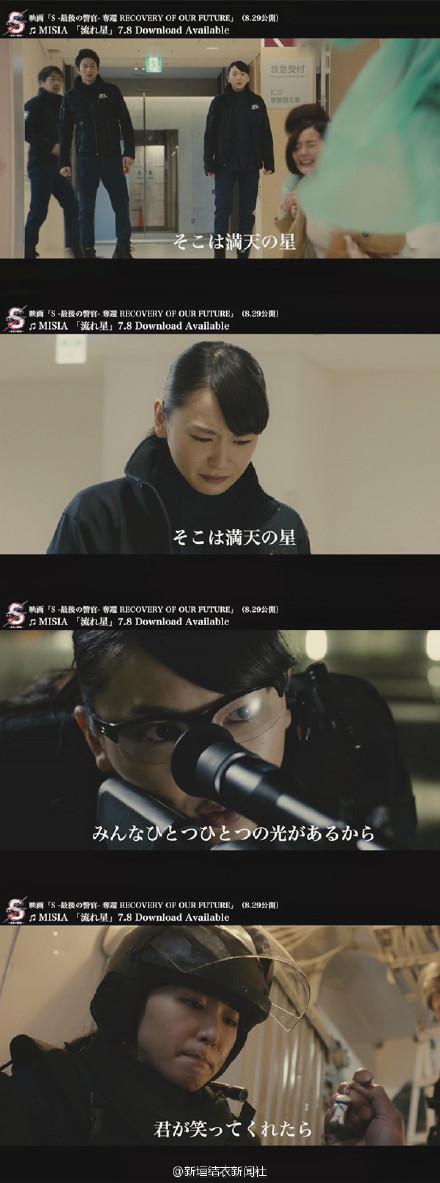 映画「S -最後の警官- 奪還 RECOVERY OF OUR FUTURE」 (8.29公開)
♫ MISIA 「流れ星」 7.8 Download Available
救急受付
ICU
家族控え室
そこは満天の星
映画「S -最後の警官- 奪還 RECOVERY OF OUR FUTURE」 (8.29公開)
♫ MISIA 「流れ星」 7.8 Download Available
そこは満天の星
映画「S -最後の警官- 奪還 RECOVERY OF OUR FUTURE」 (8.29公開)
♫ MISIA 「流れ星」 7.8 Download Available
みんなひとつひとつの光があるから
映画「S -最後の警官- 奪還 RECOVERY OF OUR FUTURE」 (8.29公開)
♫ MISIA 「流れ星」 7.8 Download Available
君が笑ってくれたら
@新垣结衣新闻社